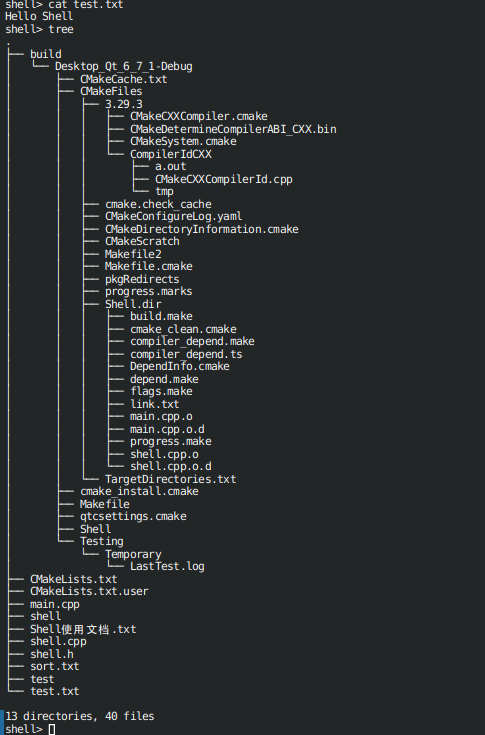 shell> cat test.txt
Hello Shell
shell> tree
.
├── build
│   └── Desktop_Qt_6_7_1-Debug
│       ├── CMakeCache.txt
│       ├── CMakeFiles
│       │   ├── 3.29.3
│       │   │   ├── CMakeCXXCompiler.cmake
│       │   │   ├── CMakeDetermineCompilerABI_CXX.bin
│       │   │   ├── CMakeSystem.cmake
│       │   │   └── CompilerIdCXX
│       │   │       ├── a.out
│       │   │       ├── CMakeCXXCompilerId.cpp
│       │   │       └── tmp
│       │   ├── cmake.check_cache
│       │   ├── CMakeConfigureLog.yaml
│       │   ├── CMakeDirectoryInformation.cmake
│       │   ├── CMakeScratch
│       │   ├── Makefile2
│       │   ├── Makefile.cmake
│       │   ├── pkgRedirects
│       │   ├── progress.marks
│       │   ├── Shell.dir
│       │   │   ├── build.make
│       │   │   ├── cmake_clean.cmake
│       │   │   ├── compiler_depend.make
│       │   │   ├── compiler_depend.ts
│       │   │   ├── DependInfo.cmake
│       │   │   ├── depend.make
│       │   │   ├── flags.make
│       │   │   ├── link.txt
│       │   │   ├── main.cpp.o
│       │   │   ├── main.cpp.o.d
│       │   │   ├── progress.make
│       │   │   ├── shell.cpp.o
│       │   │   └── shell.cpp.o.d
│       │   └── TargetDirectories.txt
│       ├── cmake_install.cmake
│       ├── Makefile
│       ├── qtcsettings.cmake
│       ├── Shell
│       └── Testing
│           └── Temporary
│               └── LastTest.log
├── CMakeLists.txt
├── CMakeLists.txt.user
├── main.cpp
├── shell
├── Shell使用文档.txt
├── shell.cpp
├── shell.h
├── sort.txt
├── test
└── test.txt

13 directories, 40 files
shell>